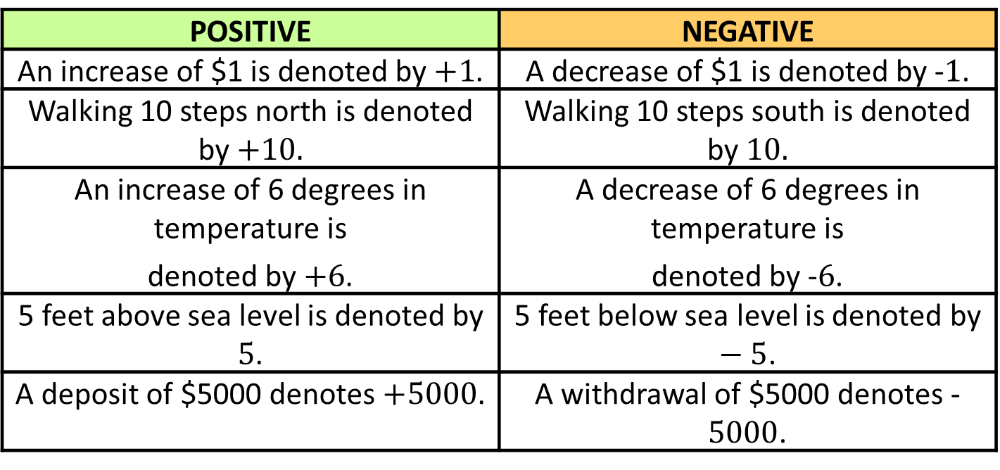 POSITIVE
NEGATIVE
An increase of $1 is denoted by +1.
A decrease of $1 is denoted by -1.
Walking 10 steps north is denoted
by +10.
Walking 10 steps south is denoted
by 10.
An increase of 6 degrees in
temperature is
denoted by +6.
A decrease of 6 degrees in
temperature is
denoted by -6.
5 feet above sea level is denoted by
5.
5 feet below sea level is denoted by
− 5.
A deposit of $5000 denotes +5000.
A withdrawal of $5000 denotes -
5000.